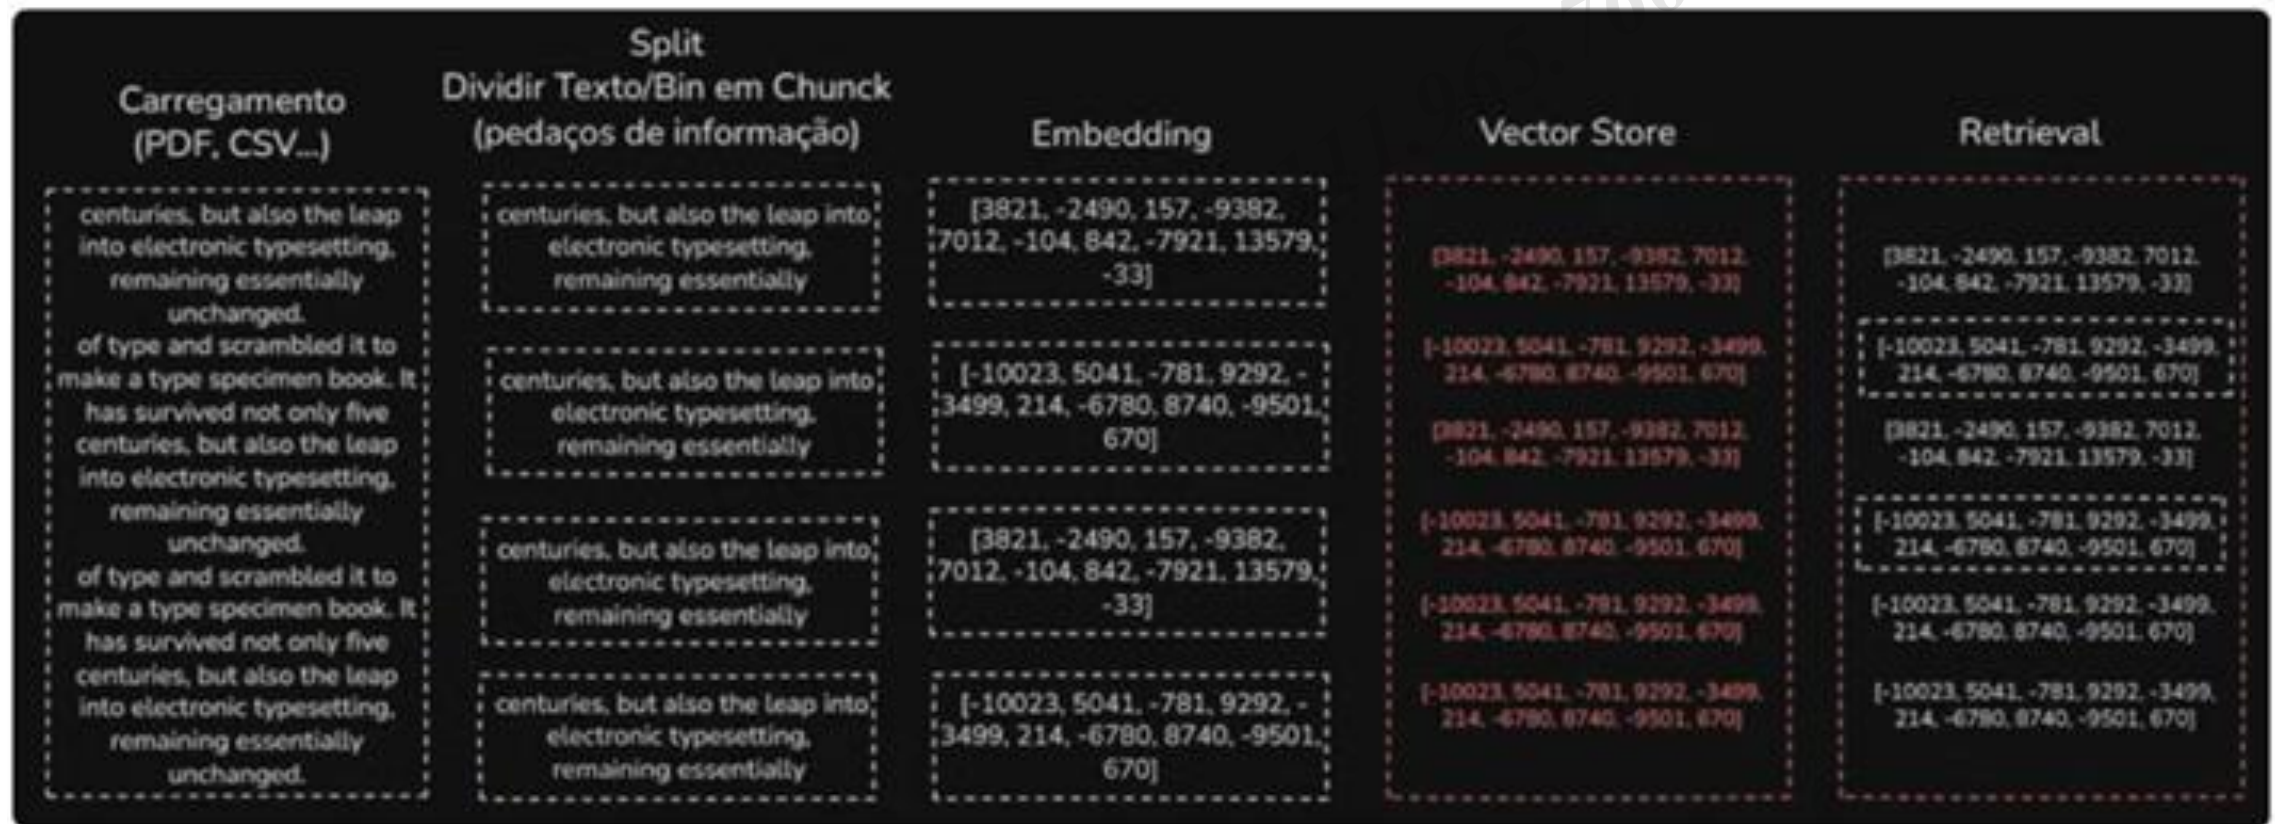 Carregamento
(PDF, CSV...)
centuries, but also the leap
into electronic typesetting,
remaining essentially
unchanged.
of type and scrambled it to
make a type specimen book. It
has survived not only five
centuries, but also the leap
into electronic typesetting,
remaining essentially
unchanged.
of type and scrambled it to
make a type specimen book. It
has survived not only five
centuries, but also the leap
into electronic typesetting,
remaining essentially
unchanged.
Split
Dividir Texto/Bin em Chunck
(pedaços de informação)
centuries, but also the leap into
electronic typesetting,
remaining essentially
centuries, but also the leap into
electronic typesetting,
remaining essentially
centuries, but also the leap into
electronic typesetting,
remaining essentially
centuries, but also the leap into
electronic typesetting,
remaining essentially
Embedding
[3821, -2490, 157, -9382,
7012, -104, 842, -7921, 13579,
-33]
[-10023, 5041, -781, 9292, -
3499, 214, -6780, 8740, -9501,
670]
[3821, -2490, 157, -9382,
7012, -104, 842, -7921, 13579,
-33]
[-10023, 5041, -781, 9292, -
3499, 214, -6780, 8740, -9501,
670]
Vector Store
[3821, -2490, 157, -9382, 7012,
-104, 842, -7921, 13579, -33]
[-10023, 5041, -781, 9292, -3499,
214, -6780, 8740, -9501, 670]
[3821, -2490, 157, -9382, 7012,
-104, 842, -7921, 13579, -33]
[-10023, 5041, -781, 9292, -3499,
214, -6780, 8740, -9501, 670]
[-10023, 5041, -781, 9292, -3499,
214, -6780, 8740, -9501, 670]
[-10023, 5041, -781, 9292, -3499,
214, -6780, 8740, -9501, 670]
Retrieval
[3821, -2490, 157, -9382, 7012,
-104, 842, -7921, 13579, -33]
[-10023, 5041, -781, 9292, -3499,
214, -6780, 8740, -9501, 670]
[3821, -2490, 157, -9382, 7012,
-104, 842, -7921, 13579, -33]
[-10023, 5041, -781, 9292, -3499,
214, -6780, 8740, -9501, 670]
[-10023, 5041, -781, 9292, -3499,
214, -6780, 8740, -9501, 670]
[-10023, 5041, -781, 9292, -3499,
214, -6780, 8740, -9501, 670]